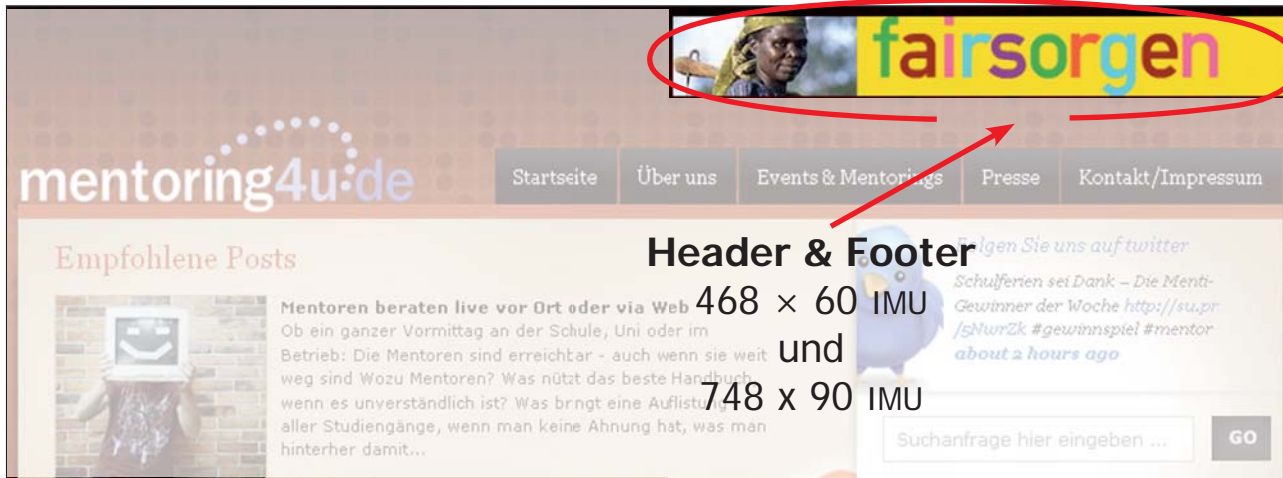 fairsorgen
mentoring4u.de
Startseite
Über uns
Events & Mentorings
Presse
Kontakt/Impressum
Empfohlene Posts
Mentoren beraten live vor Ort oder via Web
Ob ein ganzer Vormittag an der Schule, Uni oder im
Betrieb: Die Mentoren sind erreichbar - auch wenn sie weit
weg sind Wozu Mentoren? Was nützt das beste Handbuch,
wenn es unverständlich ist? Was brngt eine Auflistung
aller Studiengänge, wenn man keine Ahnung hat, was man
hinterher damit...
Header & Footer
468 × 60 IMU
und
748 x 90 IMU
Folgen Sie uns auf twitter
Schulferien sei Dank – Die Menti-
Gewinner der Woche http://su.pr
/5NwrZk #gewinnspiel #mentor
about 2 hours ago
Suchanfrage hier eingeben ...
GO